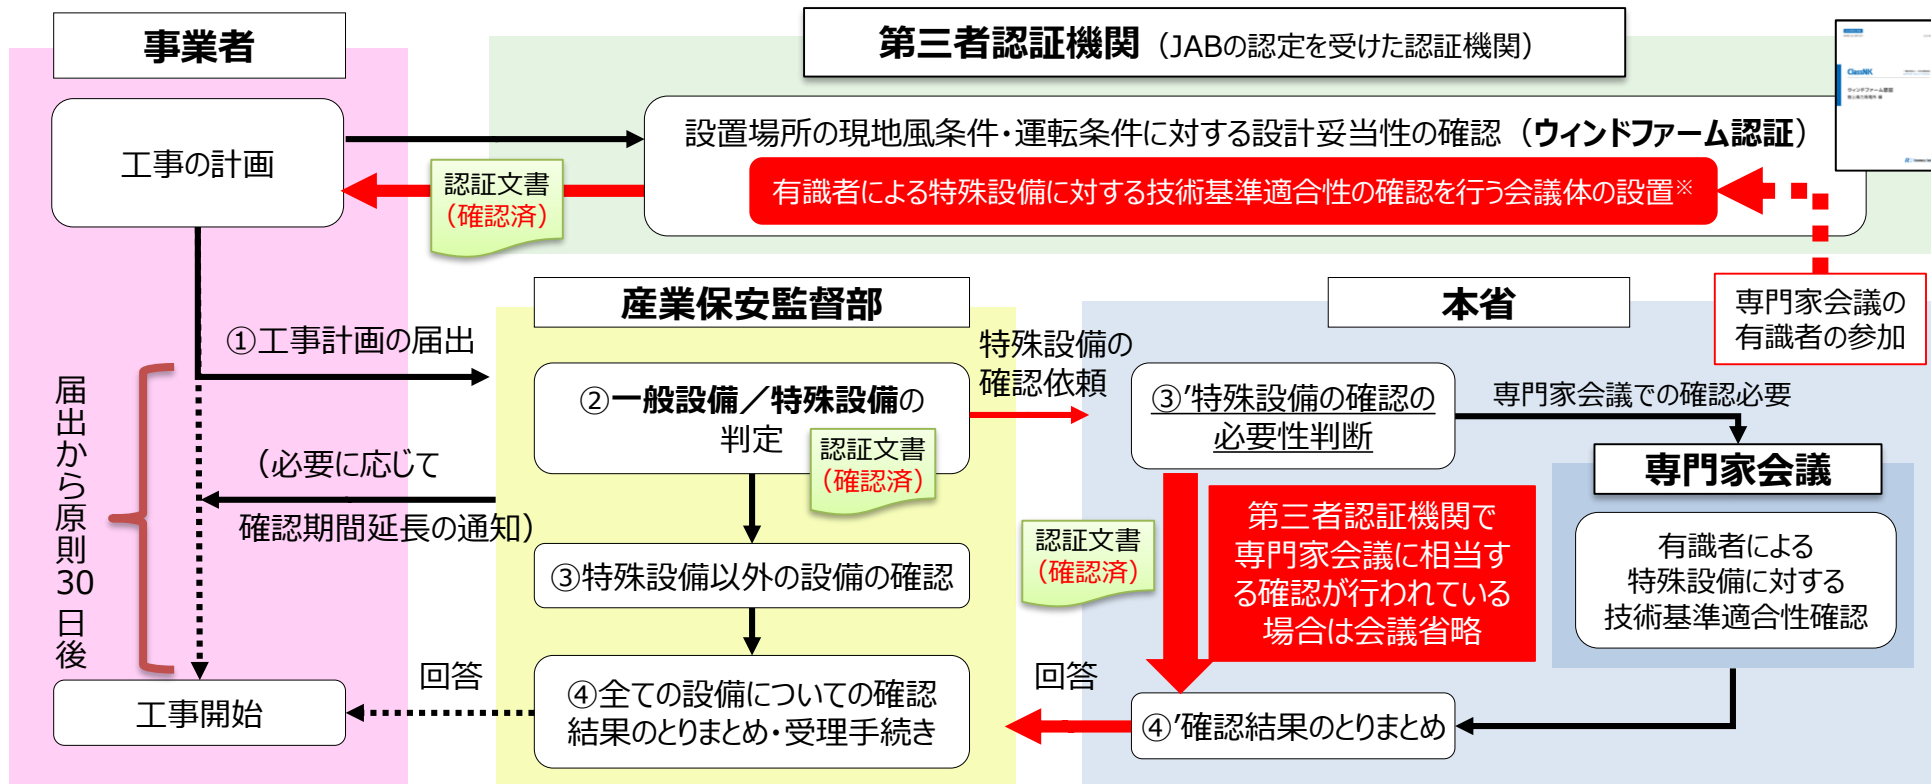 事業者
第三者認証機関（JABの認定を受けた認証機関）
ClassNK
ウィンドファーム認証
工事の計画
設置場所の現地風条件・運転条件に対する設計妥当性の確認（ウィンドファーム認証）
有識者による特殊設備に対する技術基準適合性の確認を行う会議体の設置※
認証文書
（確認済）
専門家会議の
有識者の参加
産業保安監督部
本省
①工事計画の届出
特殊設備の
確認依頼
②一般設備／特殊設備の
判定
認証文書
（確認済）
③’特殊設備の確認の
必要性判断
専門家会議での確認必要
専門家会議
有識者による
特殊設備に対する
技術基準適合性確認
届出から原則30日後
（必要に応じて
確認期間延長の通知）
③特殊設備以外の設備の確認
認証文書
（確認済）
第三者認証機関で
専門家会議に相当す
る確認が行われている
場合は会議省略
工事開始
回答
④全ての設備についての確認
結果のとりまとめ・受理手続き
回答
④’確認結果のとりまとめ